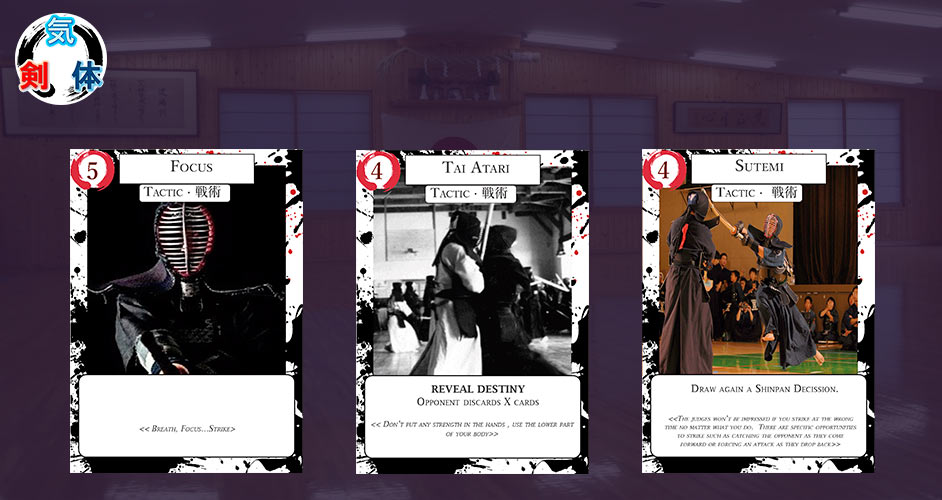 気
剣 体
5
Focus
Tactic · 戦術
<< Breath, Focus...Strike>
4
Tai Atari
Tactic · 戦術
REVEAL DESTINY
Opponent discards X cards
<< Don't put any strength in the hands , use the lower part
of your body>>
4
Sutemi
Tactic · 戦術
Draw again a Shinpan Decission.
<<The judges won't be impressed if you strike at the wrong
time no matter what you do. There are specific opportunities
to strike such as catching the opponent as they come
forward or forcing an attack as they drop back>>